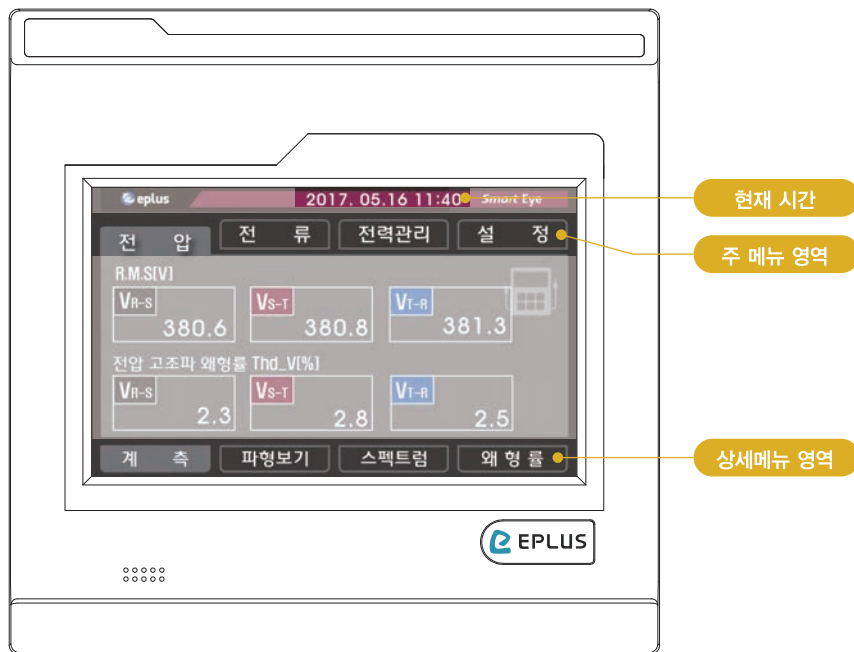 eplus 2017. 05.16 11:40 Smart Eye
현재 시간
전 압 전 류 전력관리 설 정
주 메뉴 영역
R.M.S[V]
VR-S 380.6 VS-T 380.8 VT-R 381.3
전압 고조파 왜형률 Thd_V[%]
VR-S 2.3 VS-T 2.8 VT-R 2.5
계 측 파형보기 스펙트럼 왜 형 률
상세메뉴 영역
EPLUS